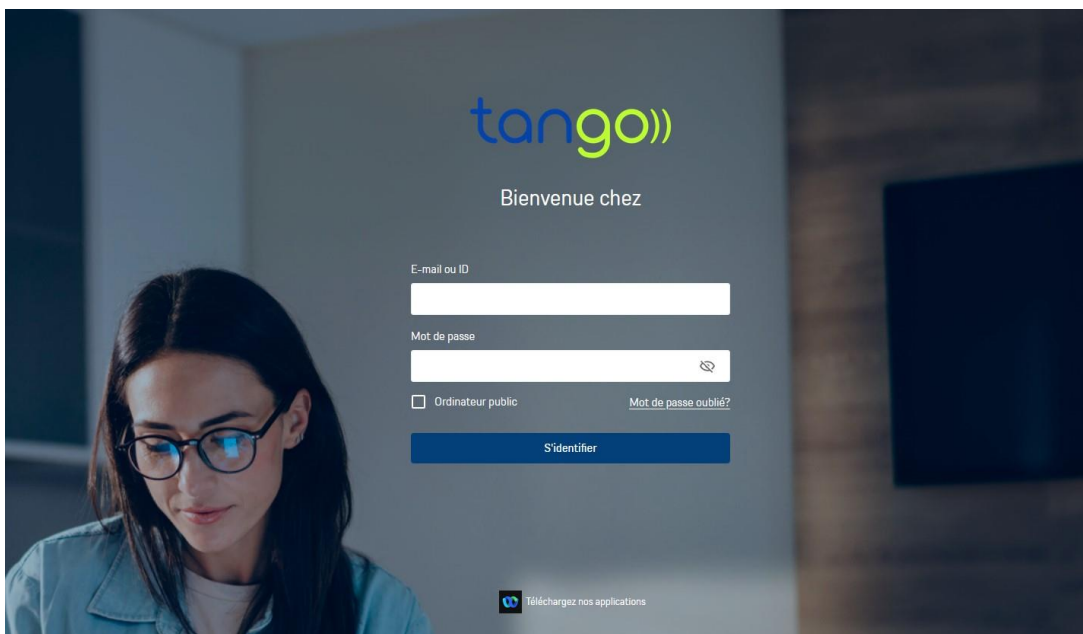 tango
Bienvenue chez
E-mail ou ID
Mot de passe
Ordinateur public
Mot de passe oublié?
S'identifier
Téléchargez nos applications